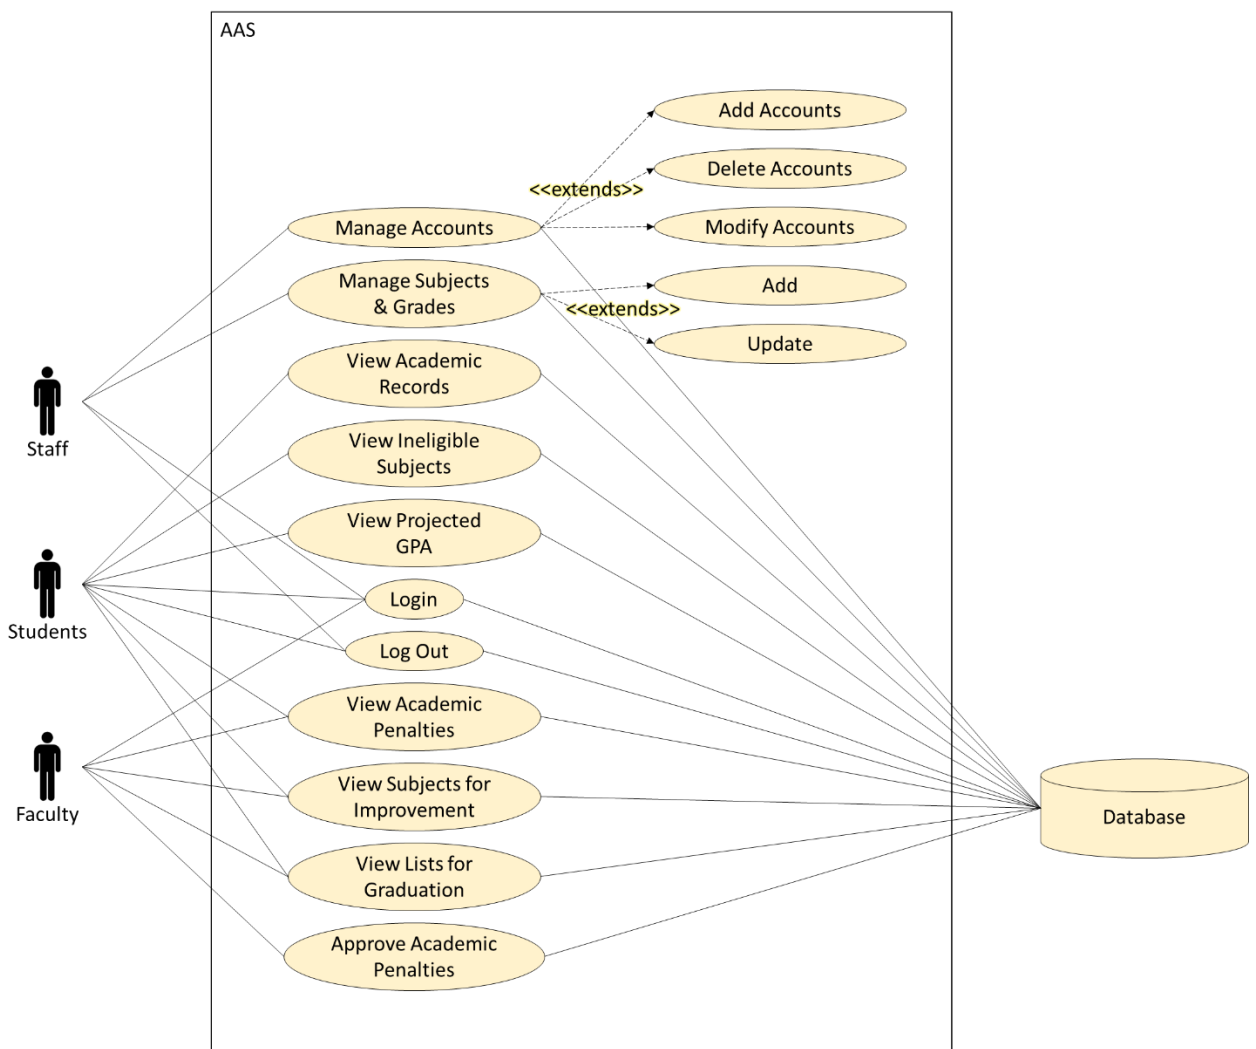 AAS
Add Accounts
Delete Accounts
<<extends>>
Manage Accounts
Modify Accounts
Manage Subjects
& Grades
Add
<<extends>>
Update
View Academic
Records
Staff
View Ineligible
Subjects
View Projected
GPA
Login
Students
Log Out
View Academic
Penalties
View Subjects for
Improvement
Faculty
Database
View Lists for
Graduation
Approve Academic
Penalties